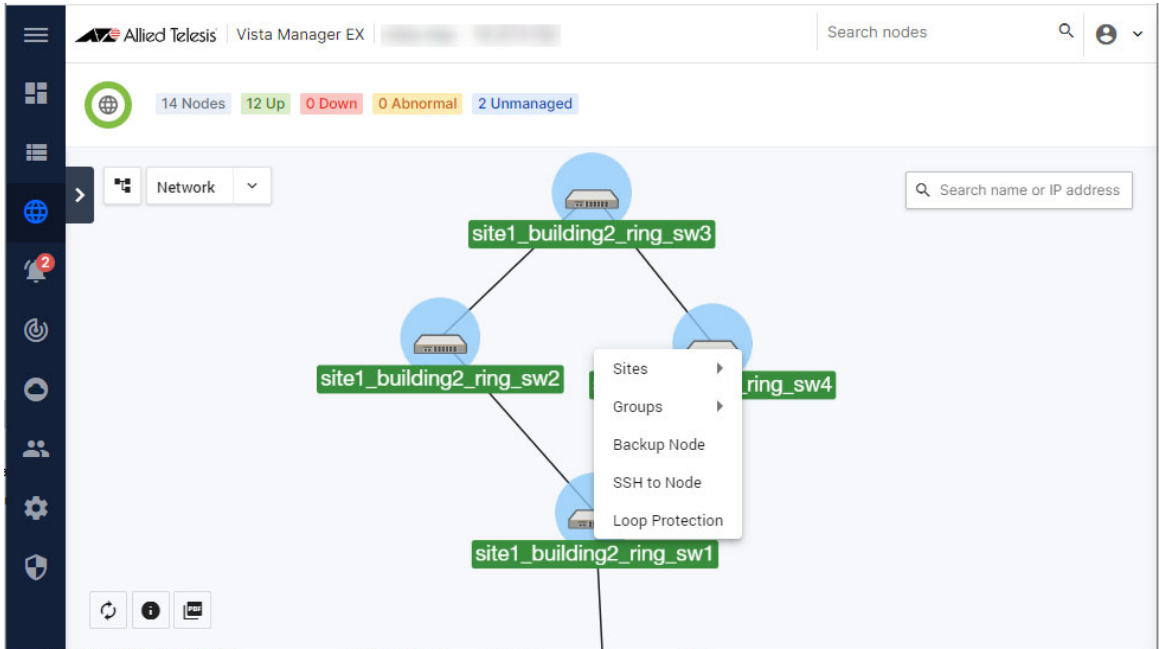 Allied Telesis Vista Manager EX
Search nodes
14 Nodes 12 Up 0 Down 0 Abnormal 2 Unmanaged
Network
Search name or IP address
2
site1_building2_ring_sw3
site1_building2_ring_sw2
ring_sw4
Sites
Groups
Backup Node
SSH to Node
Loop Protection
site1_building2_ring_sw1
PDF